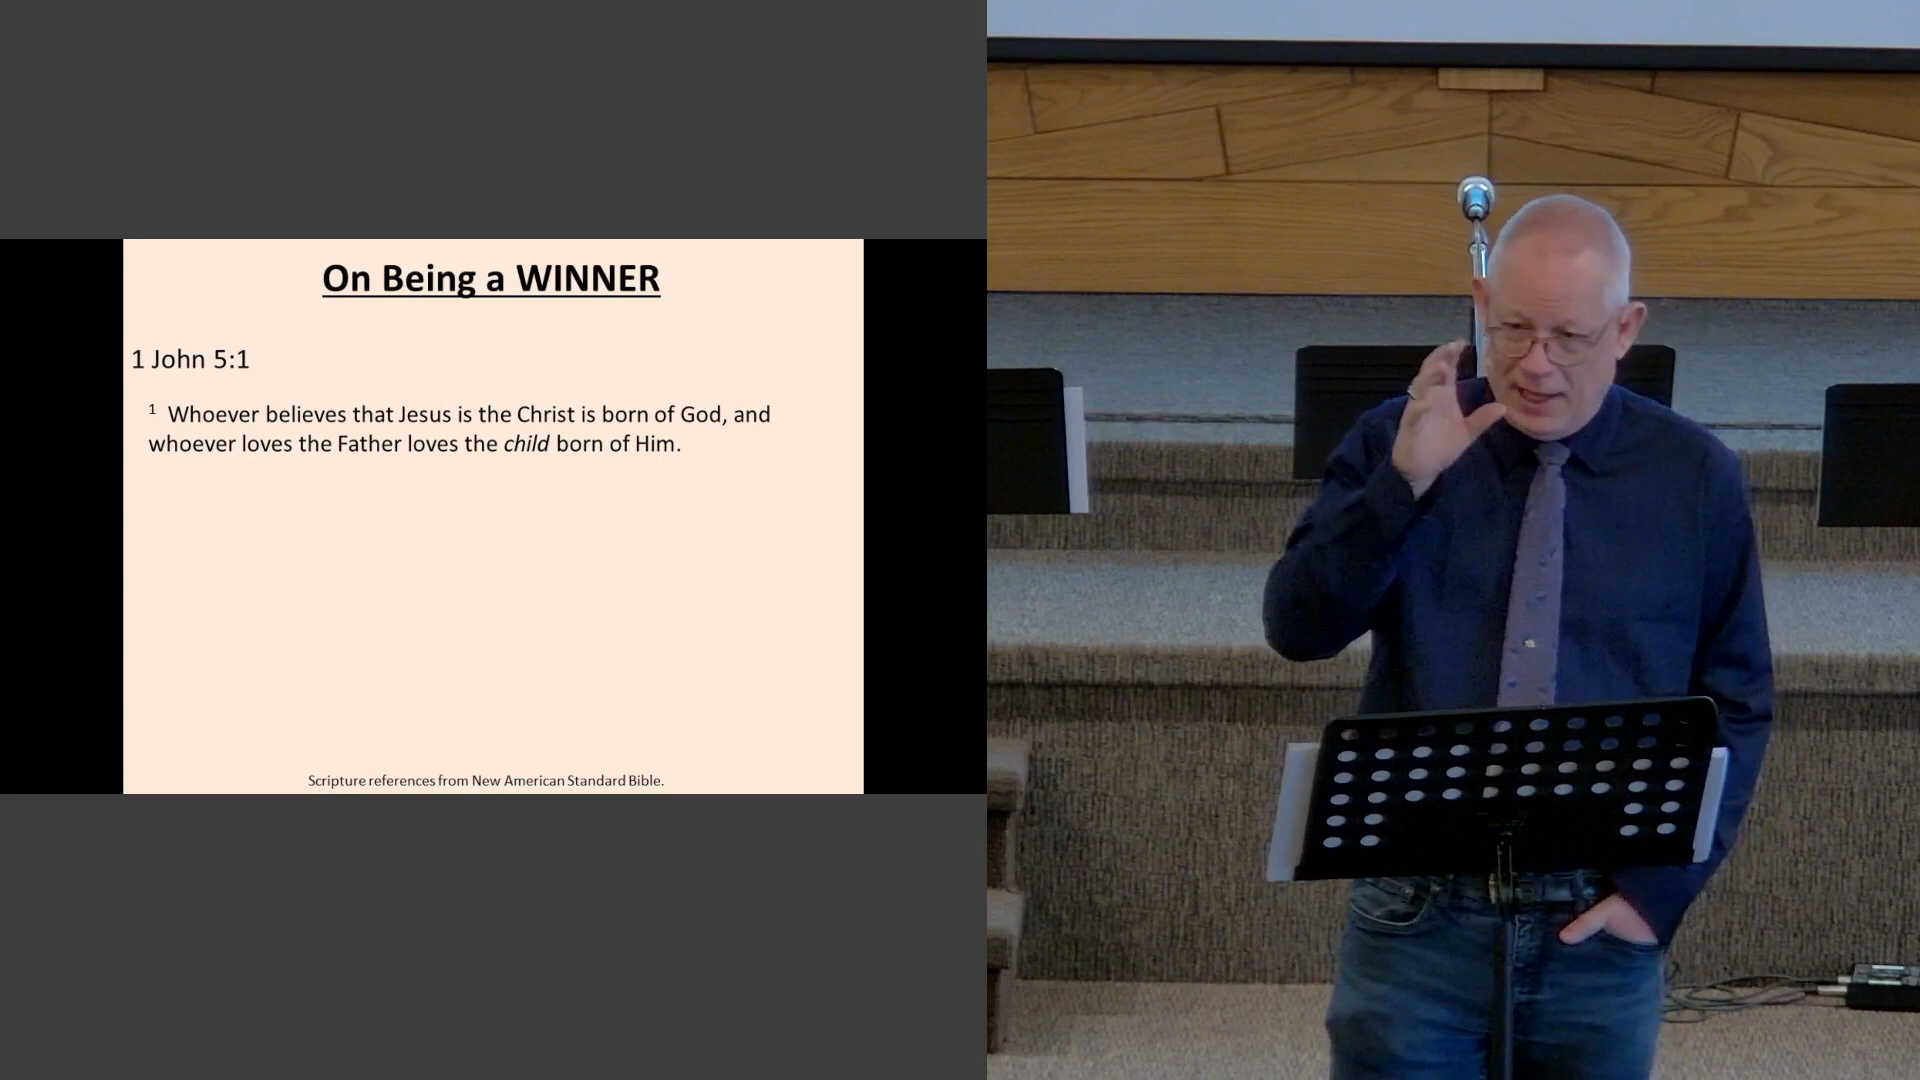 On Being a WINNER
1 John 5:1
1 Whoever believes that Jesus is the Christ is born of God, and
whoever loves the Father loves the child born of Him.
Scripture references from New American Standard Bible.